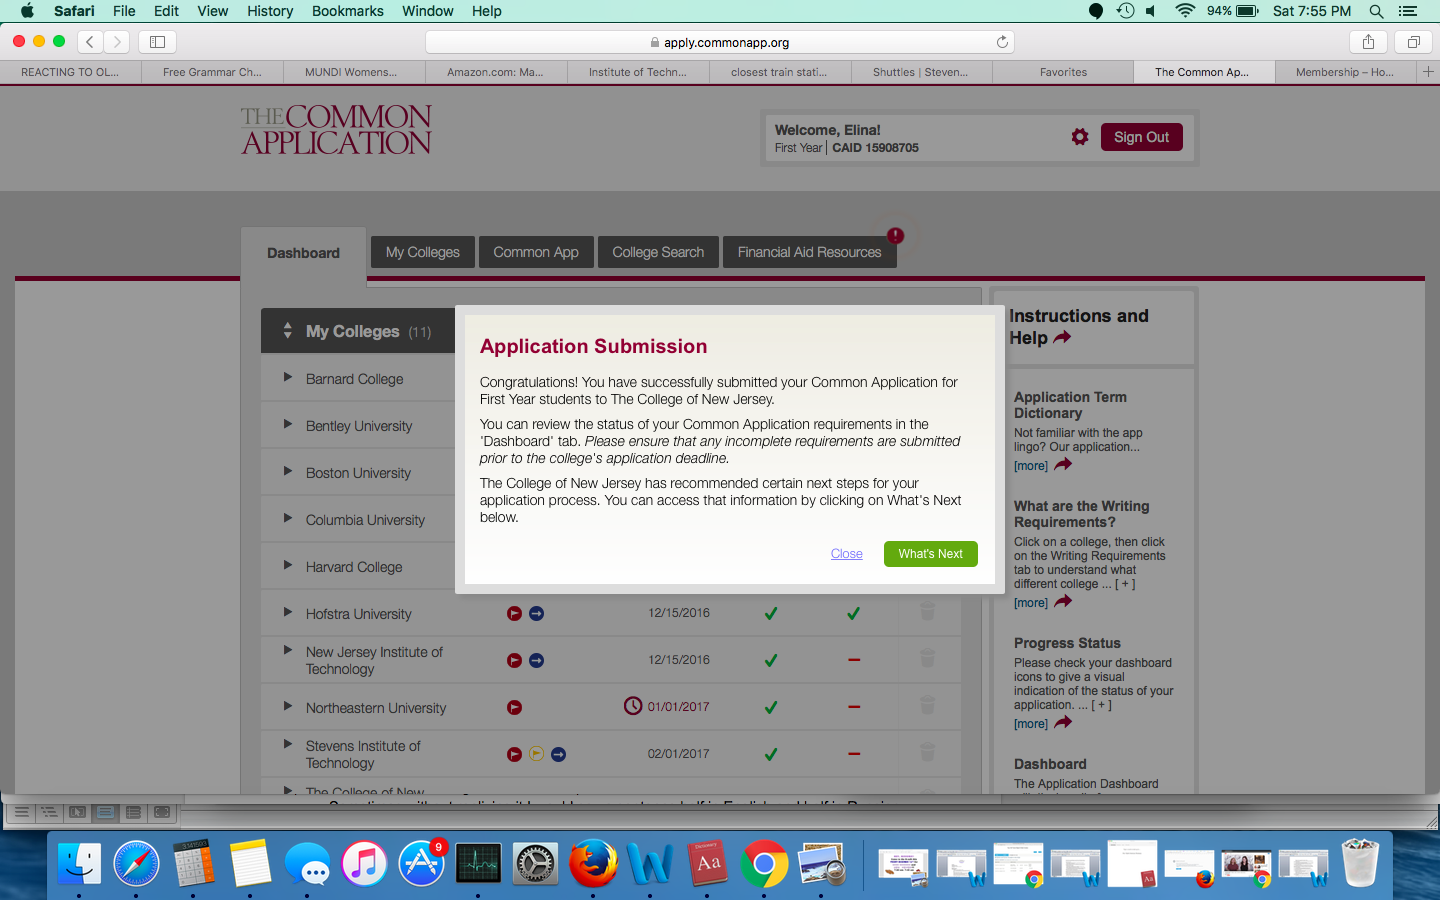 Safari File Edit View History Bookmarks Window Help 94% Sat 7:55 PM
apply.commonapp.org
REACTING TO OL... Free Grammar Ch... MUNDI Womens... Amazon.com: Ma... Institute of Techn... closest train stati... Shuttles | Steven... Favorites The Common Ap... Membership – Ho...
THE COMMON
APPLICATION
Welcome, Elina!
First Year | CAID 15908705
Sign Out
Dashboard My Colleges Common App College Search Financial Aid Resources
My Colleges (11)
Barnard College
Bentley University
Boston University
Columbia University
Harvard College
Hofstra University 12/15/2016
New Jersey Institute of
Technology 12/15/2016
Northeastern University 01/01/2017
Stevens Institute of
Technology 02/01/2017
The College of New
Application Submission
Congratulations! You have successfully submitted your Common Application for
First Year students to The College of New Jersey.
You can review the status of your Common Application requirements in the
'Dashboard' tab. Please ensure that any incomplete requirements are submitted
prior to the college's application deadline.
The College of New Jersey has recommended certain next steps for your
application process. You can access that information by clicking on What's Next
below.
Close What's Next
Instructions and
Help
Application Term
Dictionary
Not familiar with the app
lingo? Our application...
[more]
What are the Writing
Requirements?
Click on a college, then click
on the Writing Requirements
tab to understand what
different college ... [ + ]
[more]
Progress Status
Please check your dashboard
icons to give a visual
indication of the status of your
application. ... [ + ]
[more]
Dashboard
The Application Dashboard
9
Dictionary
Aa